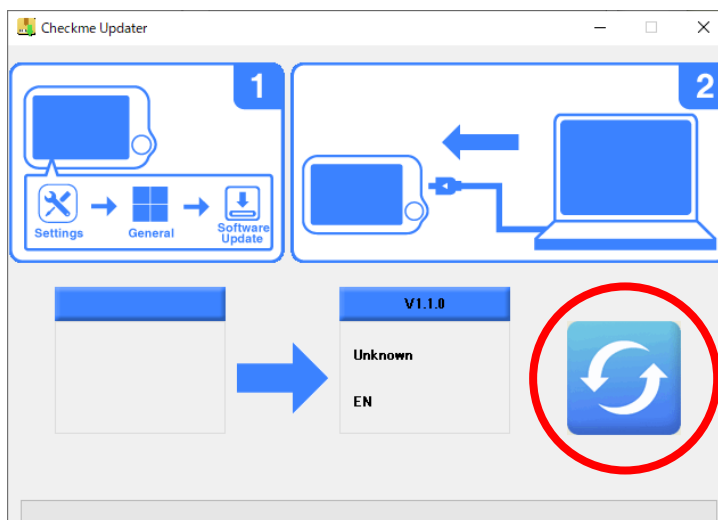 Checkme Updater
1
Settings
General
Software
Update
2
V1.1.0
Unknown
EN